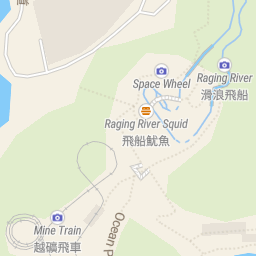 Space Wheel
Raging River
滑浪飛船
Raging River Squid
飛船魷魚
Mine Train
越礦飛車
Ocean P